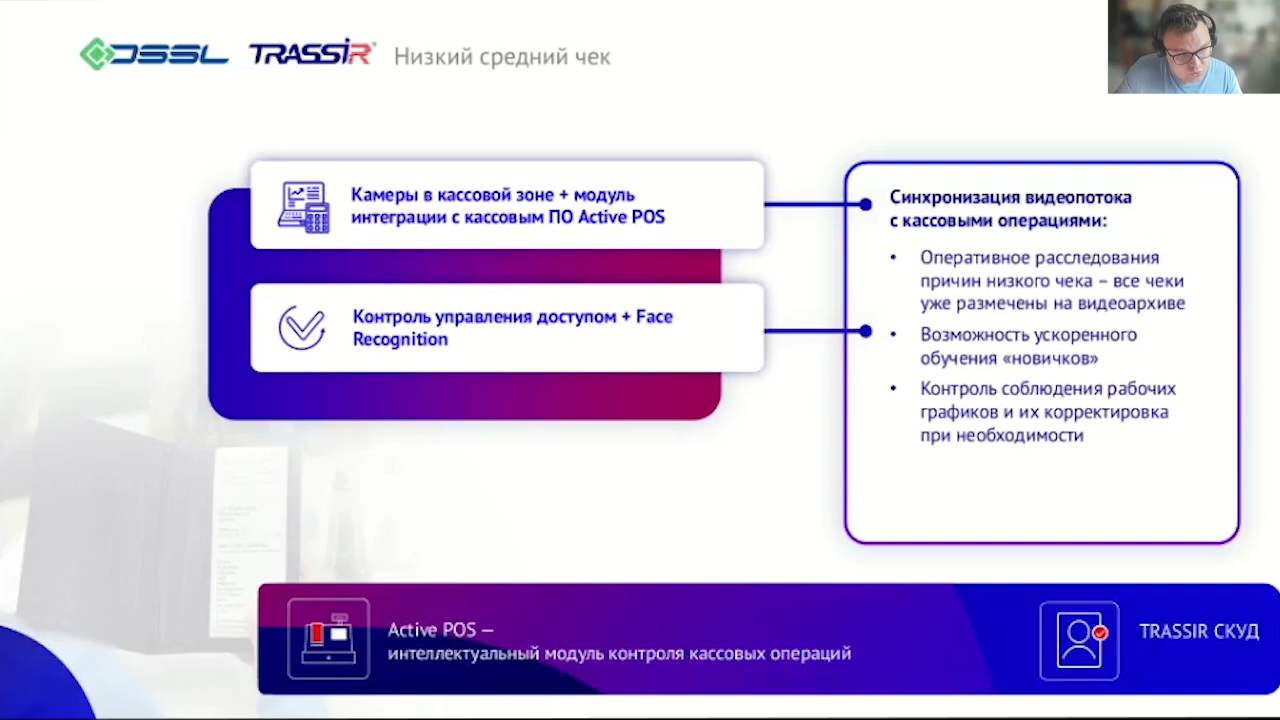 DSSL TRASSIR Низкий средний чек
Камеры в кассовой зоне + модуль
интеграции с кассовым ПО Active POS
Контроль управления доступом + Face
Recognition
Синхронизация видеопотока
с кассовыми операциями:
• Оперативное расследования
причин низкого чека – все чеки
уже размечены на видеоархиве
• Возможность ускоренного
обучения «новичков»
• Контроль соблюдения рабочих
графиков и их корректировка
при необходимости
Active POS —
интеллектуальный модуль контроля кассовых операций
TRASSIR СКУД